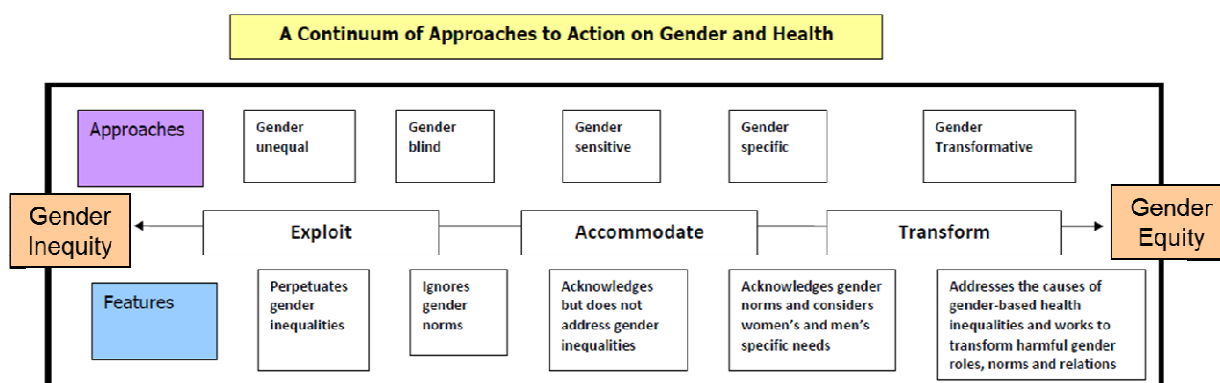 A Continuum of Approaches to Action on Gender and Health
Approaches
Gender
unequal
Gender
blind
Gender
sensitive
Gender
specific
Gender
Transformative
Gender
Inequity
Exploit
Accommodate
Transform
Gender
Equity
Features
Perpetuates
gender
inequalities
Ignores
gender
norms
Acknowledges
but does not
address gender
inequalities
Acknowledges gender
norms and considers
women's and men's
specific needs
Addresses the causes of
gender-based health
inequalities and works to
transform harmful gender
roles, norms and relations